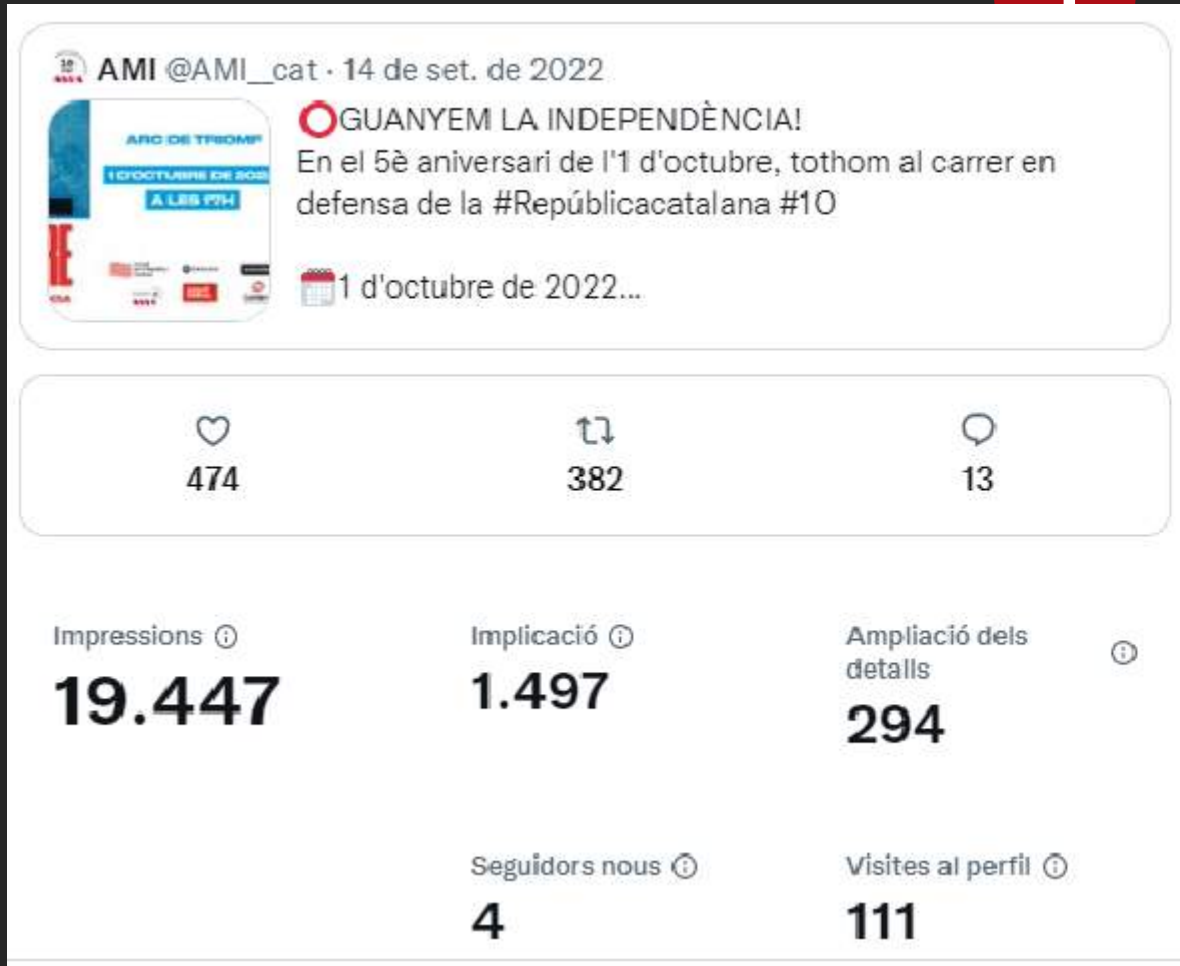 AMI @AMI__cat · 14 de set. de 2022
ARC DE TRIOMF
1 D'OCTUBRE DE 202
A LES 17H
⭕GUANYEM LA INDEPENDÈNCIA!
En el 5è aniversari de l'1 d'octubre, tothom al carrer en
defensa de la #Repúblicacatalana #1O
1 d'octubre de 2022...
474
382
13
Impressions
19.447
Implicació
1.497
Ampliació dels
detalls
294
Seguidors nous
4
Visites al perfil
111